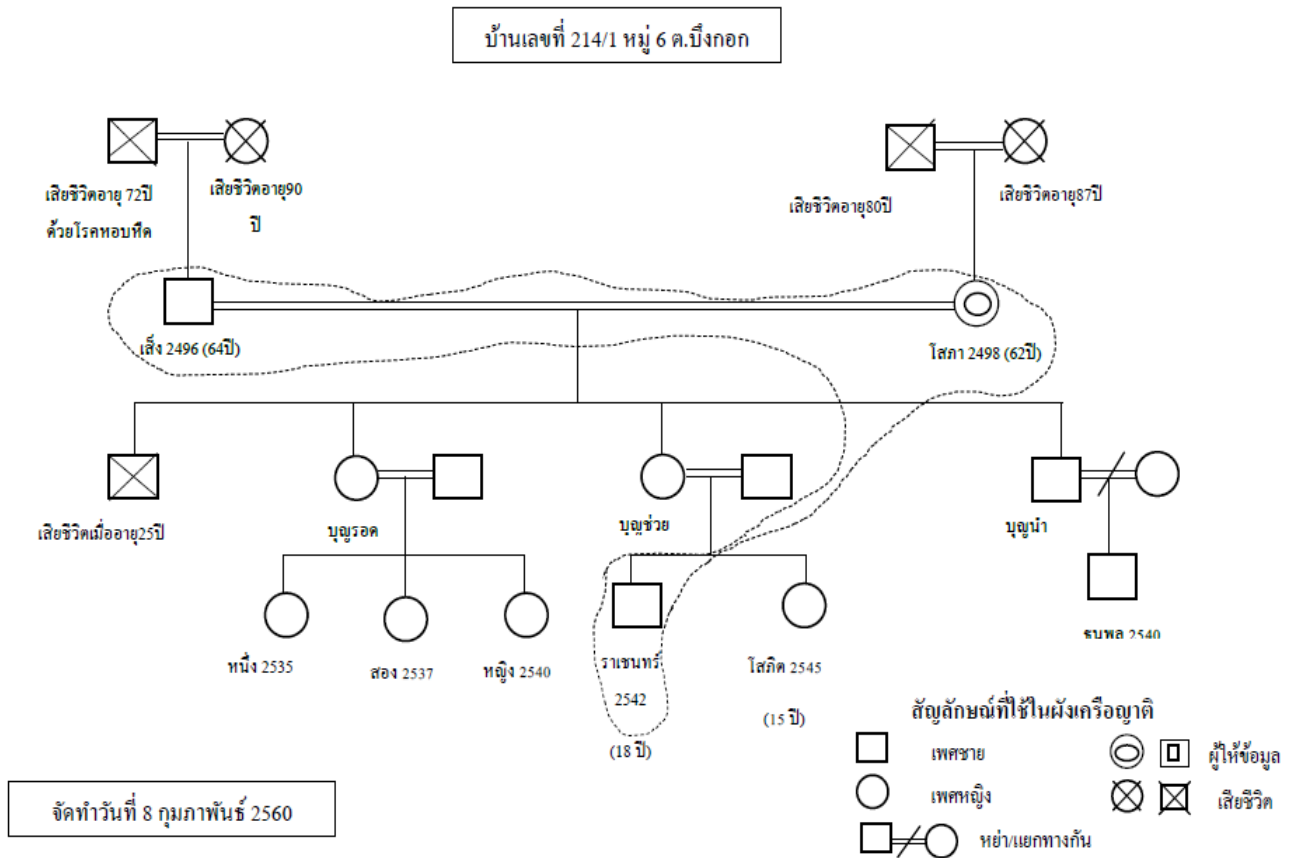 บ้านเลขที่ 214/1 หมู่ 6 ต.บึงกอก
เสียชีวิตอายุ 72ปี
ด้วยโรคหอบหืด
เสียชีวิตอายุ90
ปี
เสียชีวิตอายุ80ปี
เสียชีวิตอายุ87ปี
เส็ง 2496 (64ปี)
โสภา 2498 (62ปี)
เสียชีวิตเมื่ออายุ25ปี
บุญรอด
บุญช่วย
บุญนำ
หนึ่ง 2535
สอง 2537
หญิง 2540
ราเชนทร์
2542
(18 ปี)
โสภิต 2545
(15 ปี)
ธนพล 2540
สัญลักษณ์ที่ใช้ในผังเครือญาติ
เพศชาย
ผู้ให้ข้อมูล
เพศหญิง
เสียชีวิต
หย่า/แยกทางกัน
จัดทำวันที่ 8 กุมภาพันธ์ 2560